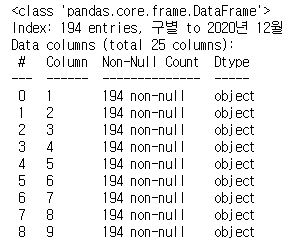 <class 'pandas.core.frame.DataFrame'>
Index: 194 entries, 구별 to 2020년 12월
Data columns (total 25 columns):
 #   Column  Non-Null Count  Dtype
---  ------  --------------  -----
 0   1       194 non-null    object
 1   2       194 non-null    object
 2   3       194 non-null    object
 3   4       194 non-null    object
 4   5       194 non-null    object
 5   6       194 non-null    object
 6   7       194 non-null    object
 7   8       194 non-null    object
 8   9       194 non-null    object